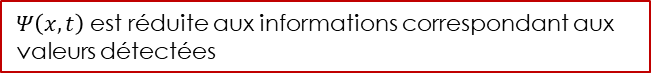 𝛹(𝑥, 𝑡) est réduite aux informations correspondant aux
valeurs détectées